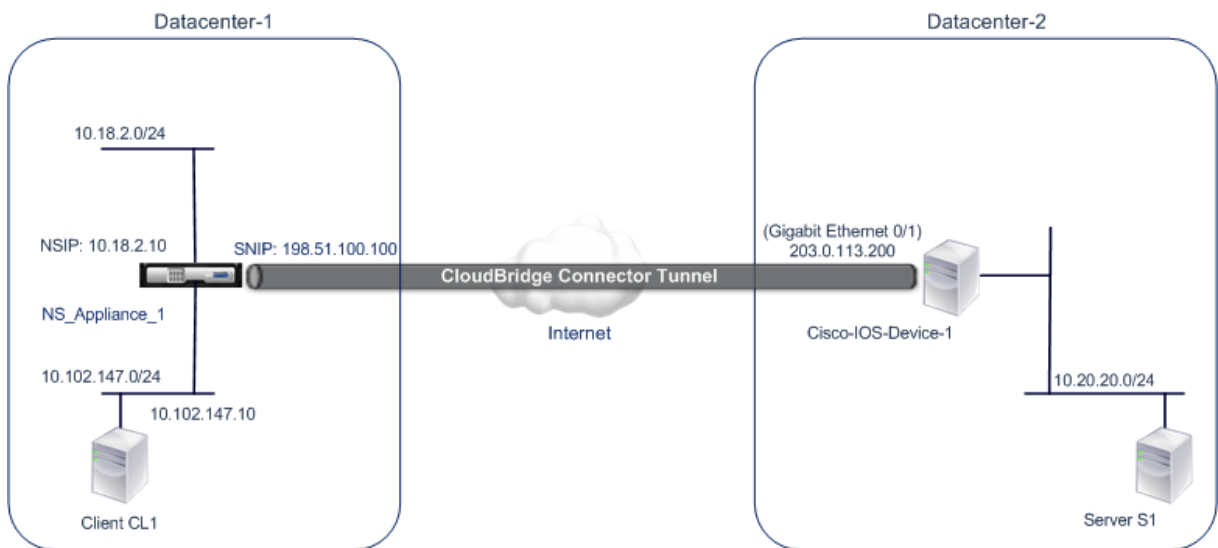 Datacenter-1
Datacenter-2
10.18.2.0/24
NSIP: 10.18.2.10
SNIP: 198.51.100.100
(Gigabit Ethernet 0/1)
203.0.113.200
CloudBridge Connector Tunnel
NS_Appliance_1
Internet
Cisco-IOS-Device-1
10.102.147.0/24
10.102.147.10
10.20.20.0/24
Client CL1
Server S1